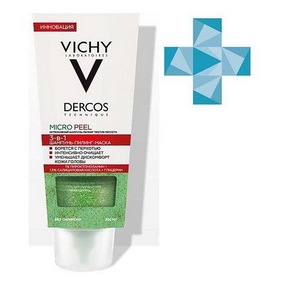 ИННОВАЦИЯ
VICHY
LABORATOIRES
DERCOS
TECHNIQUE
MICRO PEEL
3-в-1
ШАМПУНЬ-ПИЛИНГ-МАСКА
БОРЕТСЯ С ПЕРХОТЬЮ
ИНТЕНСИВНО ОЧИЩАЕТ
УМЕНЬШАЕТ ДИСКОМФОРТ
КОЖИ ГОЛОВЫ